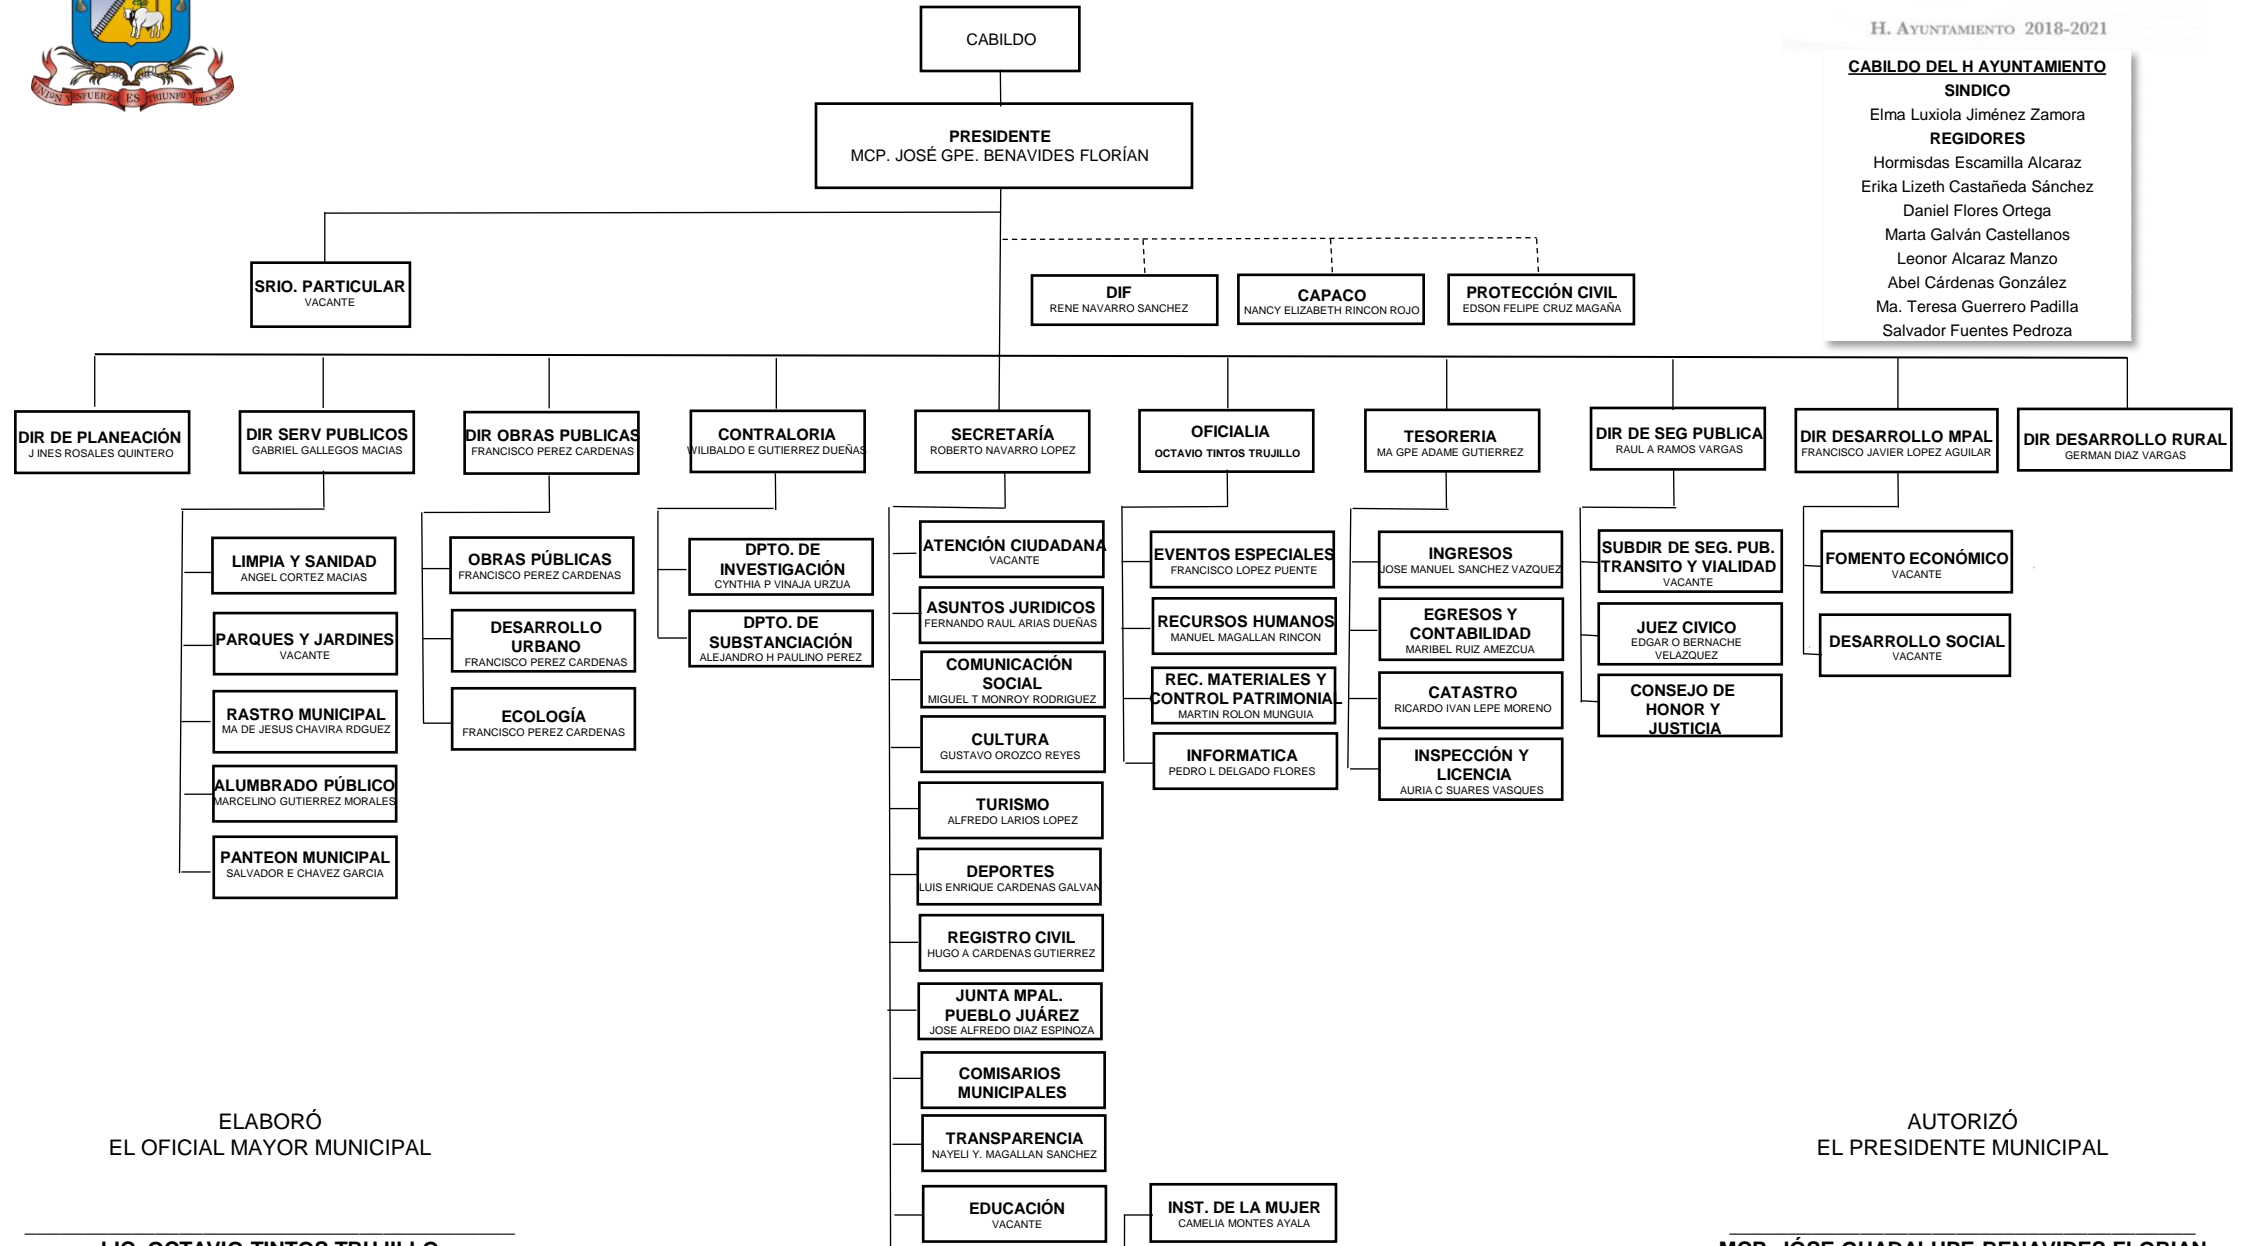 UNION Y ESFUERZO ES TRIUNFO Y PROGRESO
CABILDO
H. AYUNTAMIENTO 2018-2021
CABILDO DEL H AYUNTAMIENTO
SINDICO
Elma Luxiola Jiménez Zamora
REGIDORES
Hormisdas Escamilla Alcaraz
Erika Lizeth Castañeda Sánchez
Daniel Flores Ortega
Marta Galván Castellanos
Leonor Alcaraz Manzo
Abel Cárdenas González
Ma. Teresa Guerrero Padilla
Salvador Fuentes Pedroza
PRESIDENTE
MCP. JOSÉ GPE. BENAVIDES FLORÍAN
SRIO. PARTICULAR
VACANTE
DIF
RENE NAVARRO SANCHEZ
CAPACO
NANCY ELIZABETH RINCON ROJO
PROTECCIÓN CIVIL
EDSON FELIPE CRUZ MAGAÑA
DIR DE PLANEACIÓN
J INES ROSALES QUINTERO
DIR SERV PUBLICOS
GABRIEL GALLEGOS MACIAS
DIR OBRAS PUBLICAS
FRANCISCO PEREZ CARDENAS
CONTRALORIA
WILIBALDO E GUTIERREZ DUEÑAS
SECRETARÍA
ROBERTO NAVARRO LOPEZ
OFICIALIA
OCTAVIO TINTOS TRUJILLO
TESORERIA
MA GPE ADAME GUTIERREZ
DIR DE SEG PUBLICA
RAUL A RAMOS VARGAS
DIR DESARROLLO MPAL
FRANCISCO JAVIER LOPEZ AGUILAR
DIR DESARROLLO RURAL
GERMAN DIAZ VARGAS
LIMPIA Y SANIDAD
ANGEL CORTEZ MACIAS
PARQUES Y JARDINES
VACANTE
RASTRO MUNICIPAL
MA DE JESUS CHAVIRA RDGUEZ
ALUMBRADO PÚBLICO
MARCELINO GUTIERREZ MORALES
PANTEON MUNICIPAL
SALVADOR E CHAVEZ GARCIA
OBRAS PÚBLICAS
FRANCISCO PEREZ CARDENAS
DESARROLLO
URBANO
FRANCISCO PEREZ CARDENAS
ECOLOGÍA
FRANCISCO PEREZ CARDENAS
DPTO. DE
INVESTIGACIÓN
CYNTHIA P VINAJA URZUA
DPTO. DE
SUBSTANCIACIÓN
ALEJANDRO H PAULINO PEREZ
ATENCIÓN CIUDADANA
VACANTE
ASUNTOS JURIDICOS
FERNANDO RAUL ARIAS DUEÑAS
COMUNICACIÓN
SOCIAL
MIGUEL T MONROY RODRIGUEZ
CULTURA
GUSTAVO OROZCO REYES
TURISMO
ALFREDO LARIOS LOPEZ
DEPORTES
LUIS ENRIQUE CARDENAS GALVAN
REGISTRO CIVIL
HUGO A CARDENAS GUTIERREZ
JUNTA MPAL.
PUEBLO JUÁREZ
JOSE ALFREDO DIAZ ESPINOZA
COMISARIOS
MUNICIPALES
TRANSPARENCIA
NAYELI Y. MAGALLAN SANCHEZ
EDUCACIÓN
VACANTE
EVENTOS ESPECIALES
FRANCISCO LOPEZ PUENTE
RECURSOS HUMANOS
MANUEL MAGALLAN RINCON
REC. MATERIALES Y
CONTROL PATRIMONIAL
MARTIN ROLON MUNGUIA
INFORMATICA
PEDRO L DELGADO FLORES
INST. DE LA MUJER
CAMELIA MONTES AYALA
INGRESOS
JOSE MANUEL SANCHEZ VAZQUEZ
EGRESOS Y
CONTABILIDAD
MARIBEL RUIZ AMEZCUA
CATASTRO
RICARDO IVAN LEPE MORENO
INSPECCIÓN Y
LICENCIA
AURIA C SUARES VASQUES
SUBDIR DE SEG. PUB.
TRANSITO Y VIALIDAD
VACANTE
JUEZ CIVICO
EDGAR O BERNACHE
VELAZQUEZ
CONSEJO DE
HONOR Y
JUSTICIA
FOMENTO ECONÓMICO
VACANTE
DESARROLLO SOCIAL
VACANTE
ELABORÓ
EL OFICIAL MAYOR MUNICIPAL
LIC. OCTAVIO TINTOS TRUJILLO
AUTORIZÓ
EL PRESIDENTE MUNICIPAL
MCP. JÓSE GUADALUPE BENAVIDES FLORIAN